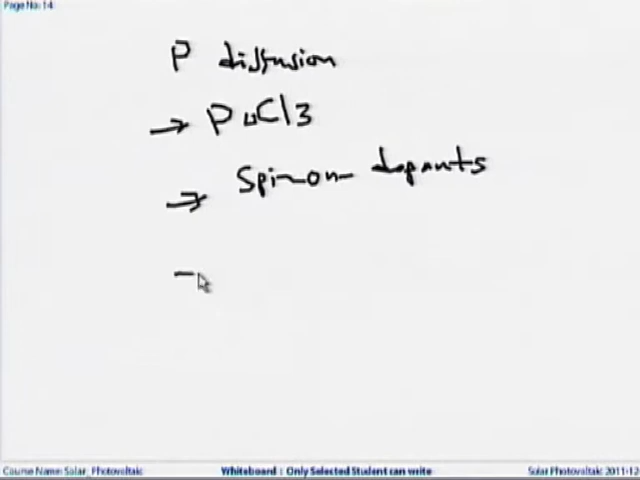 Page No: 14
P diffusion
→ POCl3
→ Spin-on dopants
Course Name: Solar_Photovoltaic
Whiteboard : Only Selected Student can write
Solar Photovoltaic 2011-12